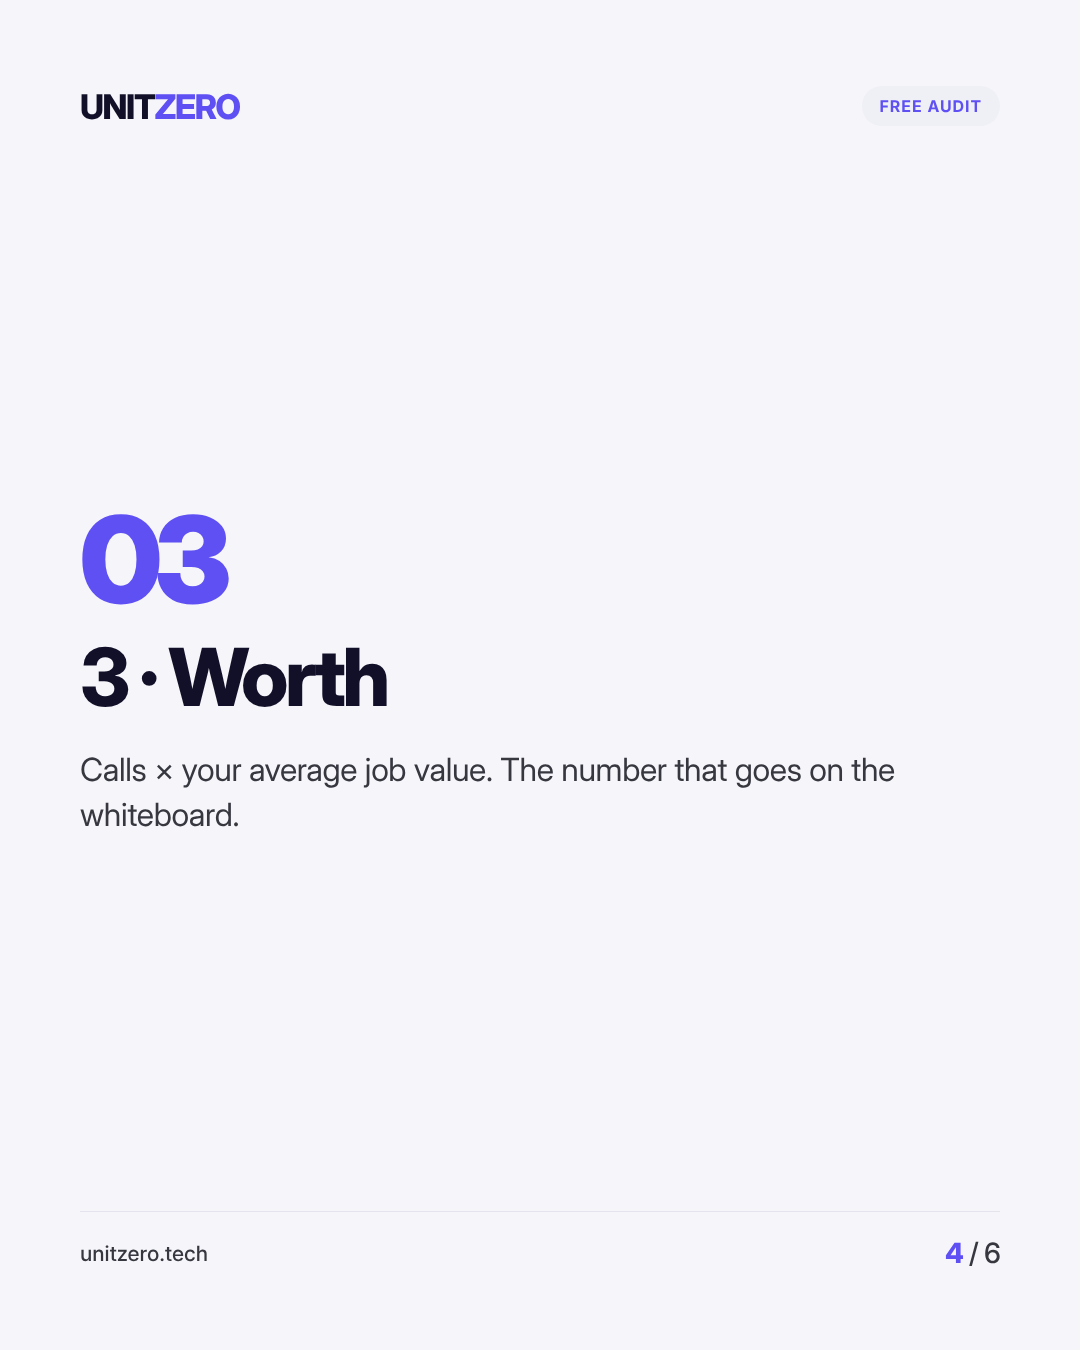 UNITZERO
FREE AUDIT
03
3 · Worth
Calls × your average job value. The number that goes on the
whiteboard.
unitzero.tech
4 / 6